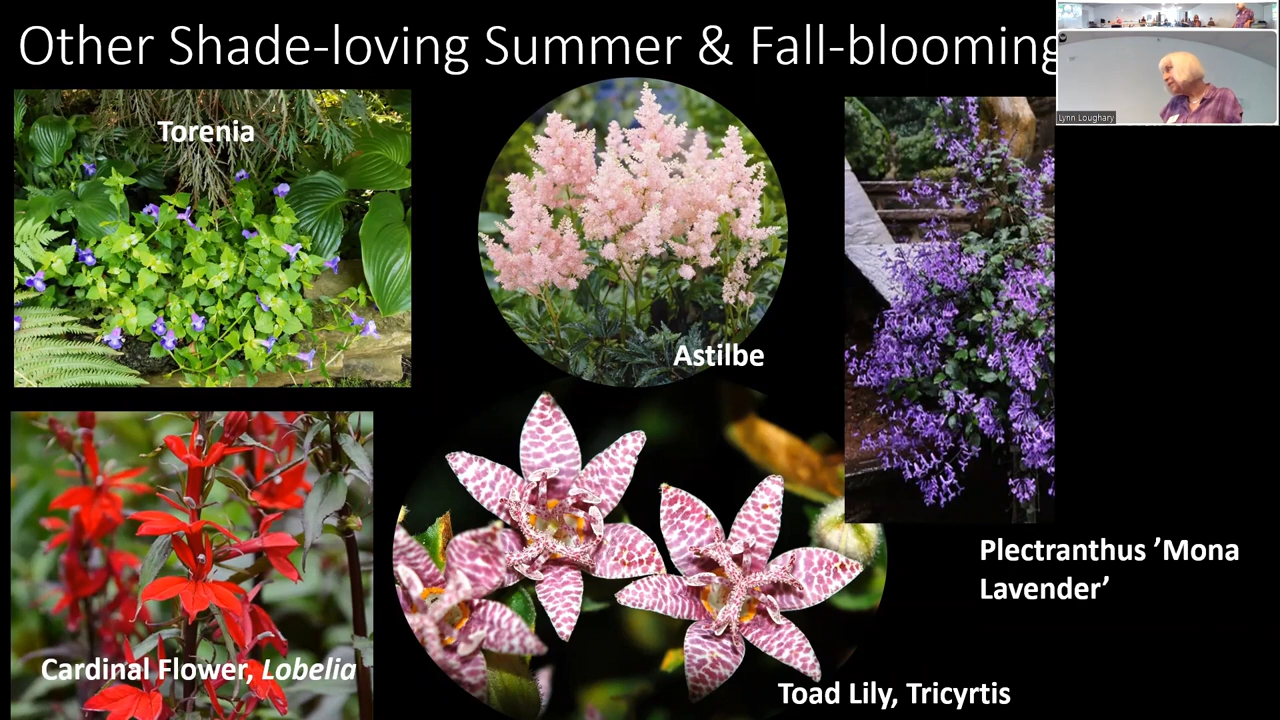 Other Shade-loving Summer & Fall-blooming
Lynn Loughary
Torenia
Astilbe
Plectranthus ’Mona
Lavender’
Cardinal Flower, Lobelia
Toad Lily, Tricyrtis